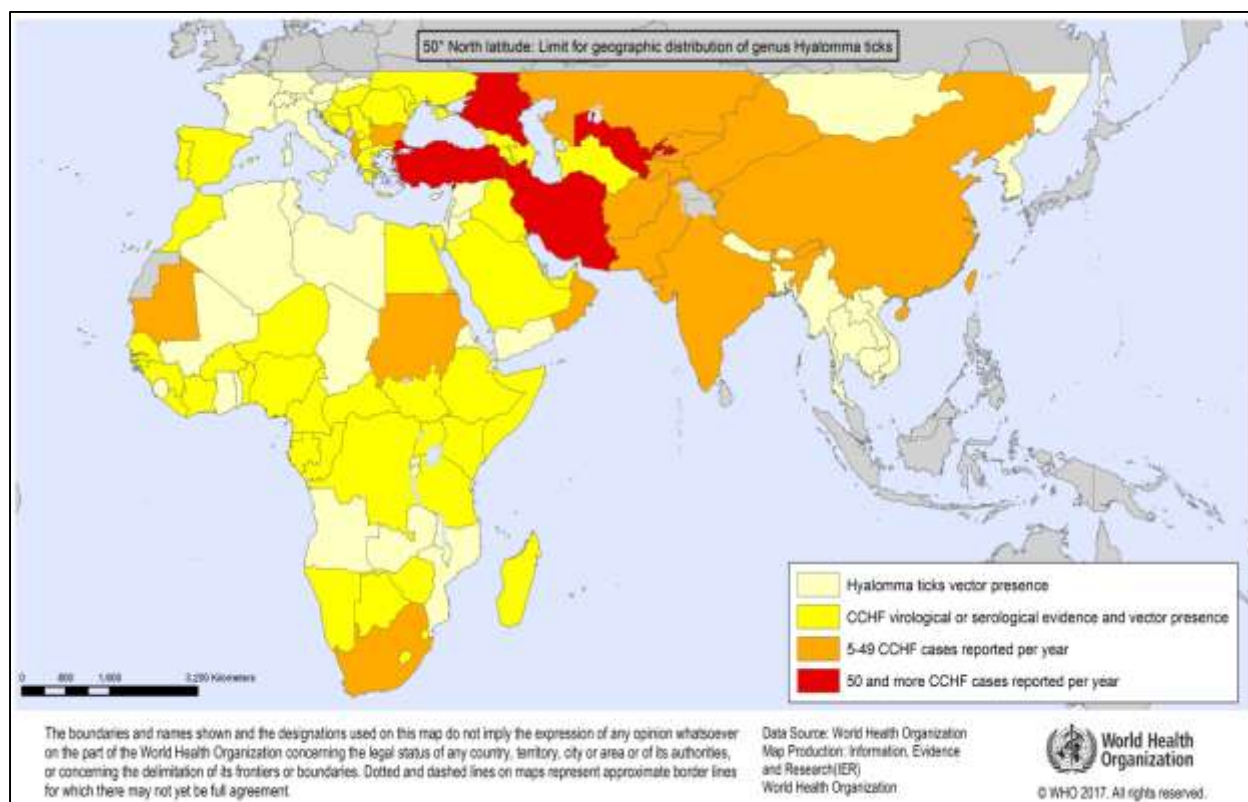 50° North latitude: Limit for geographic distribution of genus Hyalomma ticks
Hyalomma ticks vector presence
CCHF virological or serological evidence and vector presence
5-49 CCHF cases reported per year
50 and more CCHF cases reported per year
0 800 1,600 3,200 Kilometers
The boundaries and names shown and the designations used on this map do not imply the expression of any opinion whatsoever
on the part of the World Health Organization concerning the legal status of any country, territory, city or area or of its authorities,
or concerning the delimitation of its frontiers or boundaries. Dotted and dashed lines on maps represent approximate border lines
for which there may not yet be full agreement.
Data Source: World Health Organization
Map Production: Information, Evidence
and Research(IER)
World Health Organization
World Health
Organization
© WHO 2017. All rights reserved.